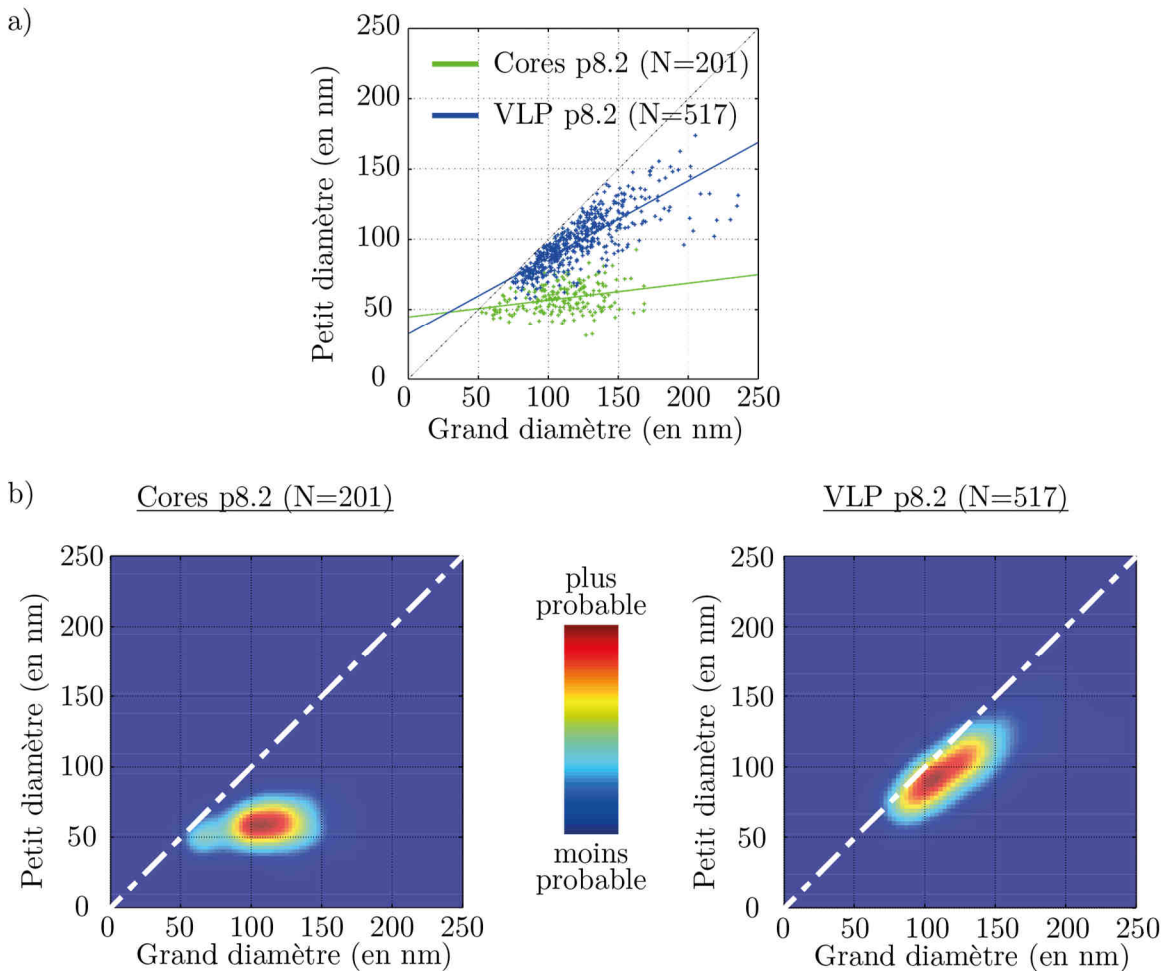 a)
250
200
150
100
50
0
Petit diamètre (en nm)
Cores p8.2 (N=201)
VLP p8.2 (N=517)
0 50 100 150 200 250
Grand diamètre (en nm)
b)
Cores p8.2 (N=201)
250
200
150
100
50
0
Petit diamètre (en nm)
0 50 100 150 200 250
Grand diamètre (en nm)
plus
probable
moins
probable
VLP p8.2 (N=517)
250
200
150
100
50
0
Petit diamètre (en nm)
0 50 100 150 200 250
Grand diamètre (en nm)